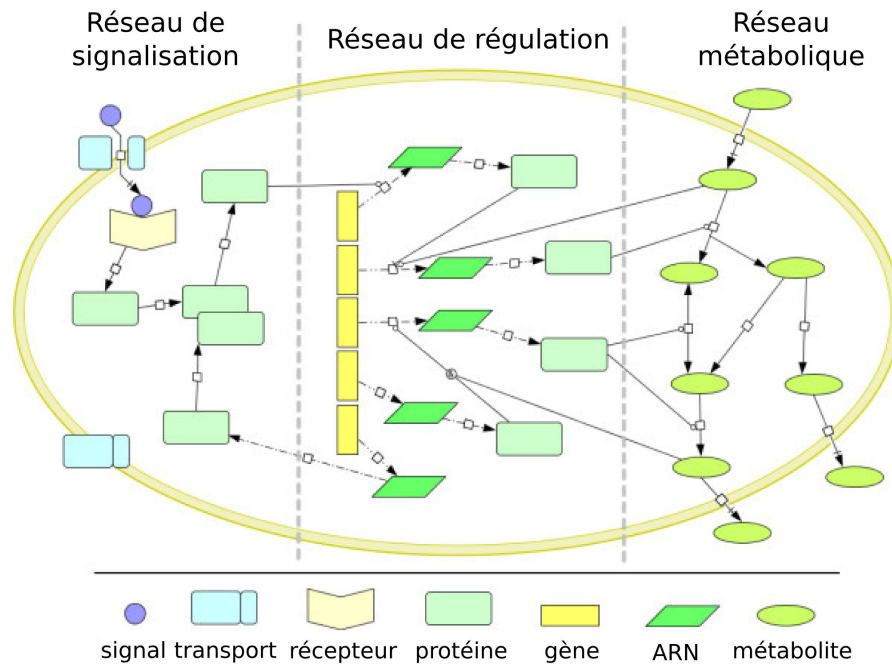 Réseau de
signalisation
Réseau de régulation
Réseau
métabolique
&
signal transport récepteur protéine gène ARN métabolite